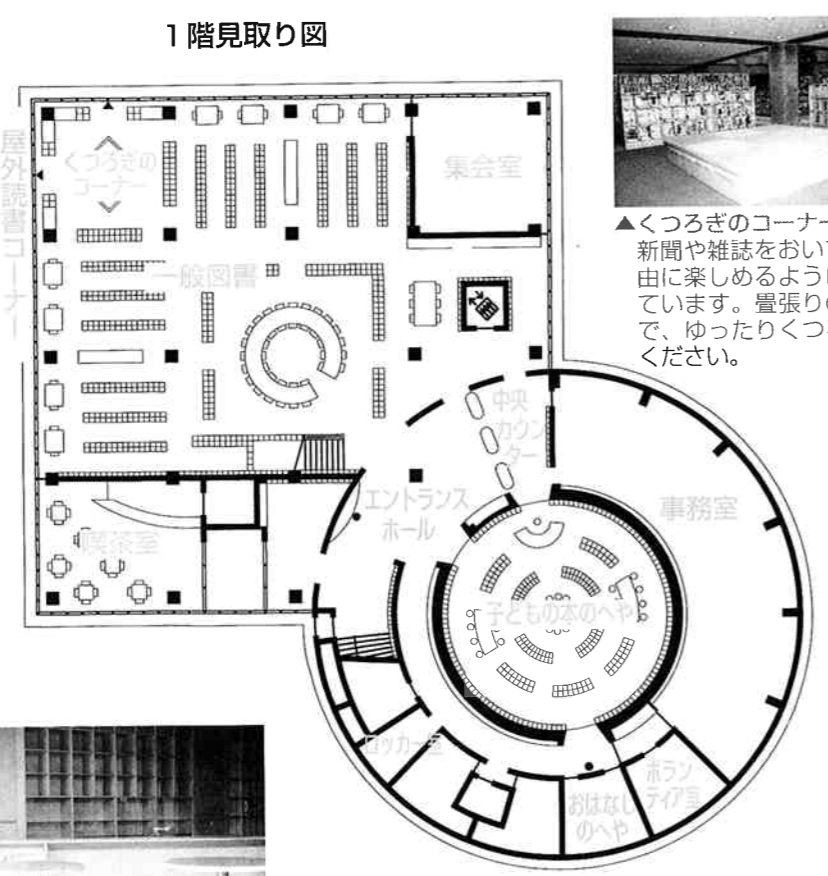 1階見取り図
屋外読書コーナー
くつろぎの
コーナー
集会室
一般図書
中央
カウン
ター
エントランス
ホール
事務室
喫茶室
子どもの本のへや
ロッカー室
おはなし
のへや
ボラン
ティア室
▲くつろぎのコーナー
新聞や雑誌をおいて
由に楽しめるように
ています。畳張りの
で、ゆったりくつろ
ください。